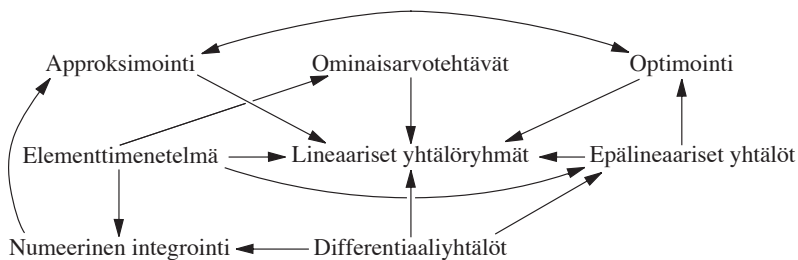 Approksimointi Ominaisarvotehtävät Optimointi
Elementtimenetelmä Lineaariset yhtälöryhmät Epälineaariset yhtälöt
Numeerinen integrointi Differentiaaliyhtälöt